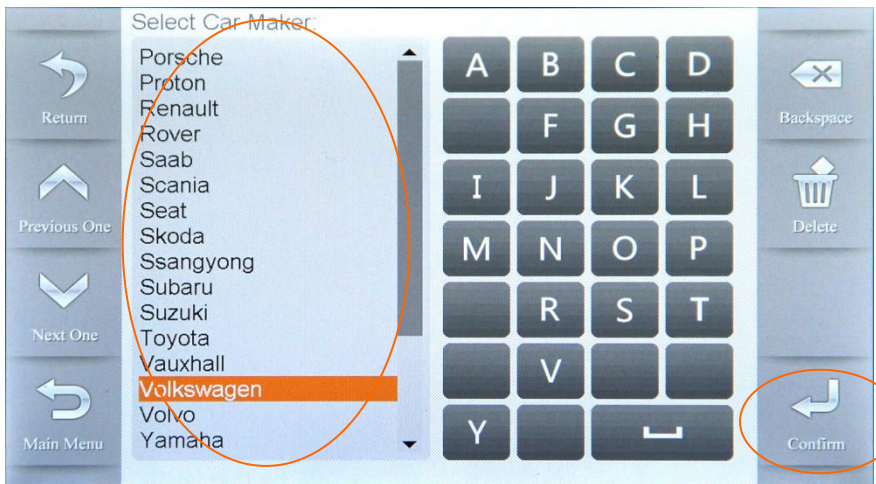 Select Car Maker:
Porsche
Proton
Renault
Rover
Saab
Scania
Seat
Skoda
Ssangyong
Subaru
Suzuki
Toyota
Vauxhall
Volkswagen
Volvo
Yamaha
A B C D
F G H
I J K L
M N O P
R S T
V
Y
Return
Previous One
Next One
Main Menu
Backspace
Delete
Confirm